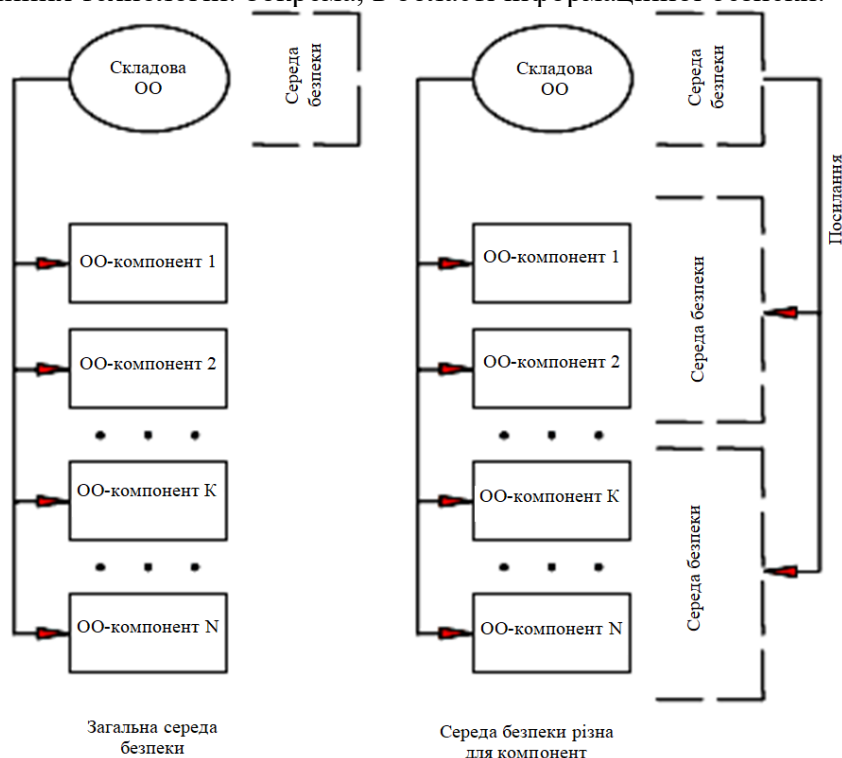 Складова
ОО
Середа
безпеки
ОО-компонент 1
ОО-компонент 2
ОО-компонент К
ОО-компонент N
Загальна середа
безпеки
Складова
ОО
Середа
безпеки
ОО-компонент 1
ОО-компонент 2
ОО-компонент К
ОО-компонент N
Середа безпеки
Середа безпеки
Посилання
Середа безпеки різна
для компонент